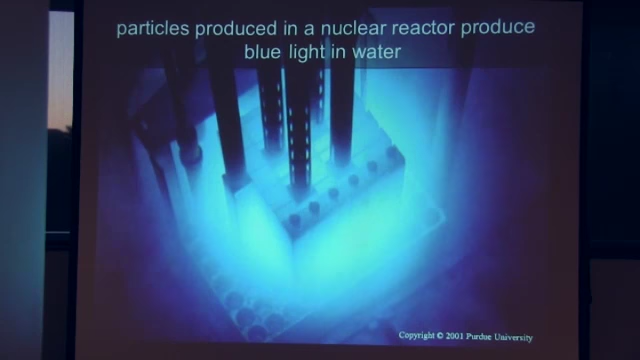 particles produced in a nuclear reactor produce
blue light in water
Copyright © 2001 Purdue University